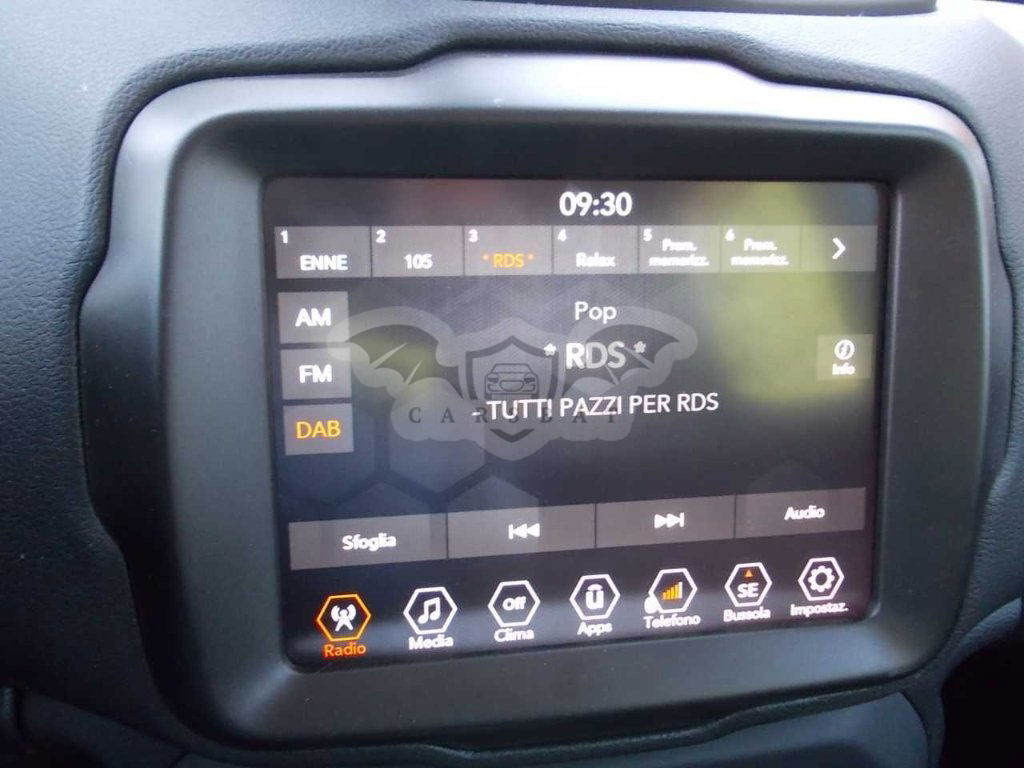 09:30
1 ENNE
2 105
3 * RDS *
4 Relax
5 Prem. memorizz.
6 Prem. memorizz.
AM
Pop
FM
* RDS *
Info
DAB
- TUTTI PAZZI PER RDS
CARSBAT
Sfoglia
Audio
Radio
Media
Off
Clima
Apps
Telefono
SE
Bussola
Impostaz.